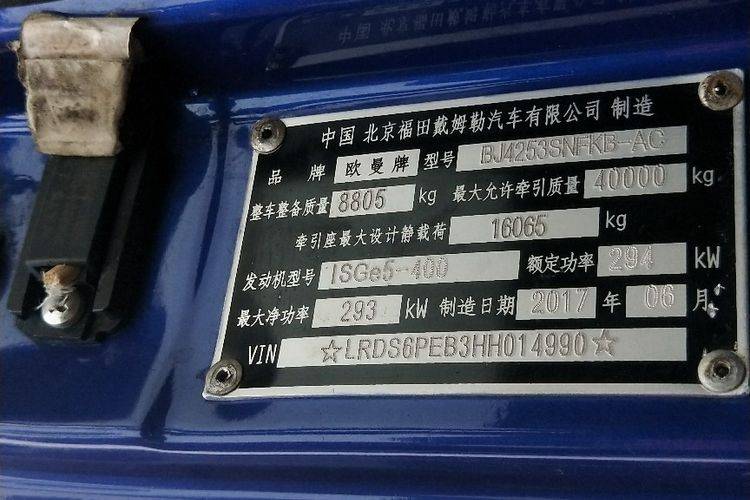 中国 北京福田戴姆勒汽车有限公司 制造
品 牌 欧曼牌 型号 BJ4253SNFKB-AC
整车整备质量 8805 kg 最大允许牵引质量 40000 kg
牵引座最大设计静载荷 16065 kg
发动机型号 ISGe5-400 额定功率 294 kW
最大净功率 293 kW 制造日期 2017 年 06 月
VIN ☆LRDS6PEB3HH014990☆